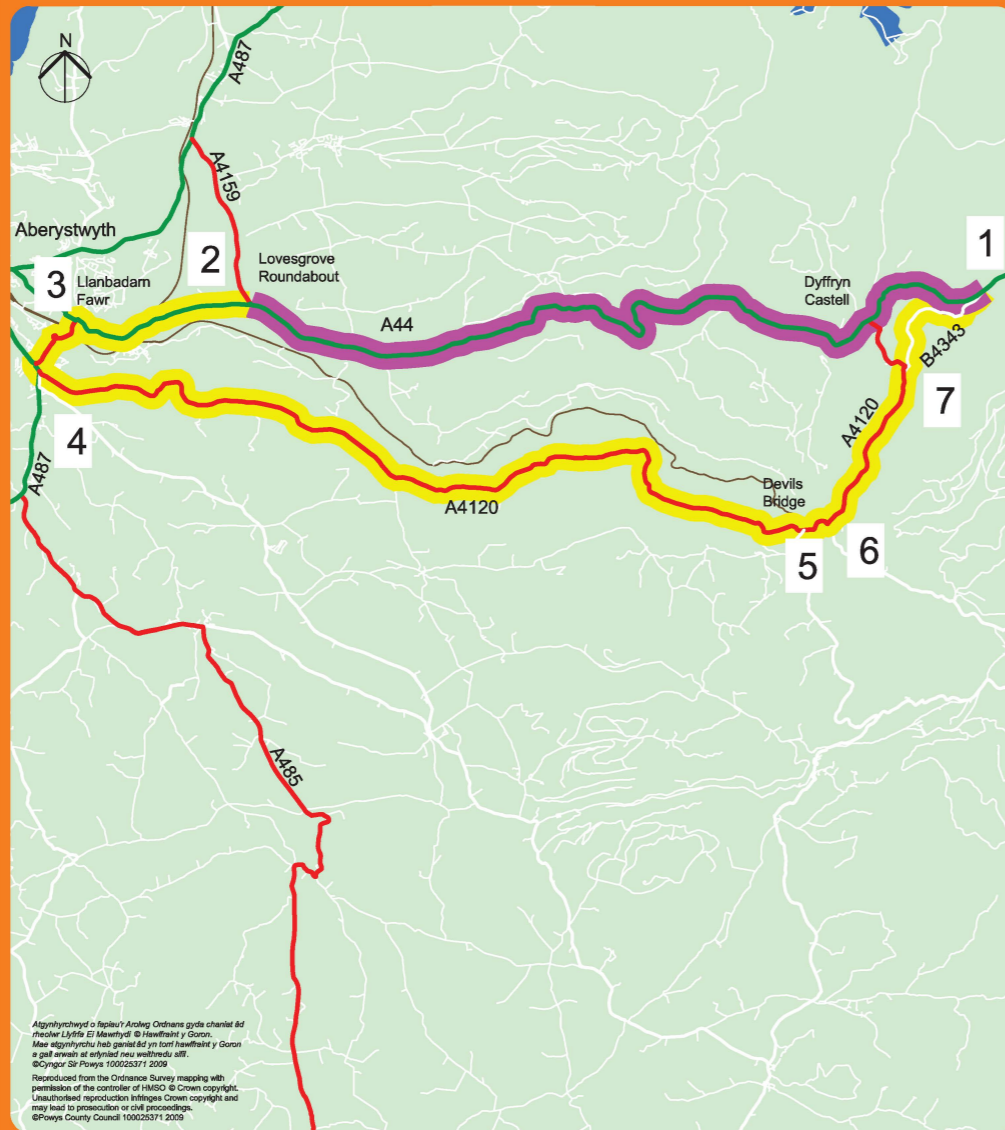 N
A487
A4159
Aberystwyth
2
1
3
Llanbadarn
Fawr
Lovesgrove
Roundabout
Dyffryn
Castell
A44
B4343
7
4
A4120
A487
Devils
Bridge
A4120
5
6
A485
Atgynhyrchwyd o fapiau'r Arolwg Ordnans gyda chaniat âd
rheolwr Llyfrfa Ei Mawrhydi © Hawlfraint y Goron.
Mae atgynhyrchu heb ganiat âd yn torri hawlfraint y Goron
a gall arwain at erlyniad neu weithredu sifil.
©Cyngor Sir Powys 100025371 2009
Reproduced from the Ordnance Survey mapping with
permission of the controller of HMSO © Crown copyright.
Unauthorised reproduction infringes Crown copyright and
may lead to prosecution or civil proceedings.
©Powys County Council 100025371 2009